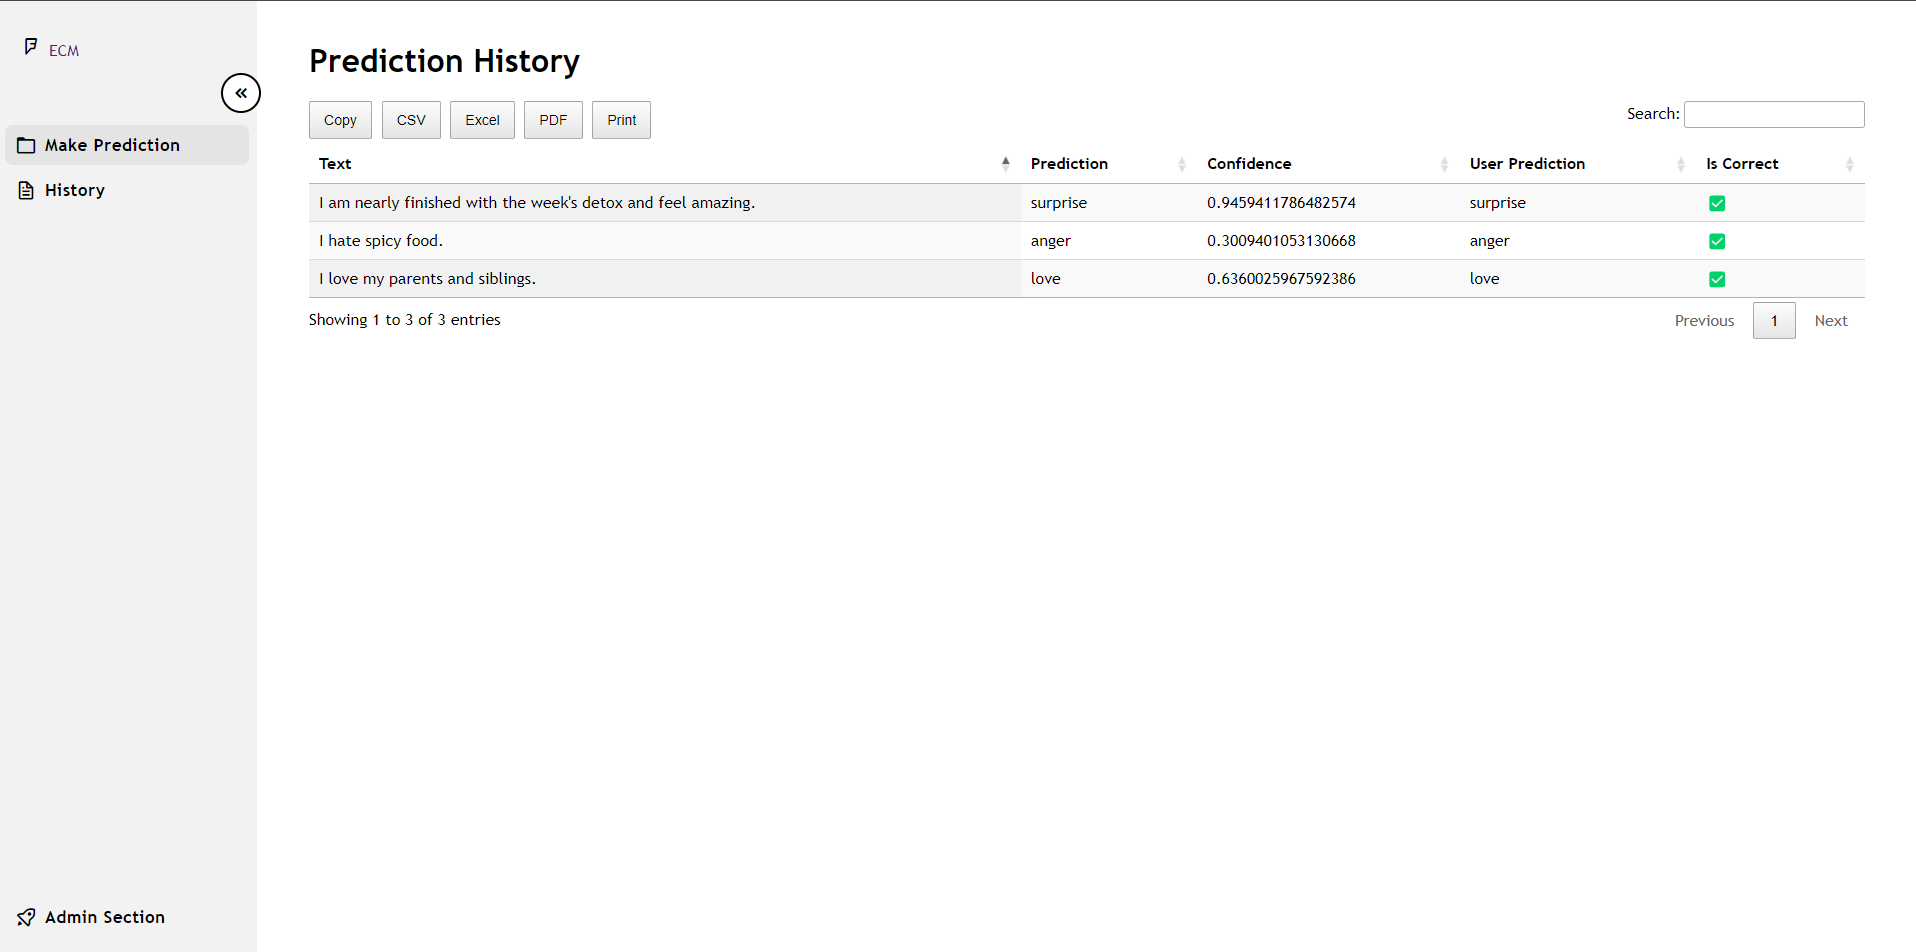 ECM
Make Prediction
History
Admin Section
Prediction History
Copy CSV Excel PDF Print Search:
Text Prediction Confidence User Prediction Is Correct
I am nearly finished with the week's detox and feel amazing. surprise 0.9459411786482574 surprise
I hate spicy food. anger 0.3009401053130668 anger
I love my parents and siblings. love 0.6360025967592386 love
Showing 1 to 3 of 3 entries Previous 1 Next